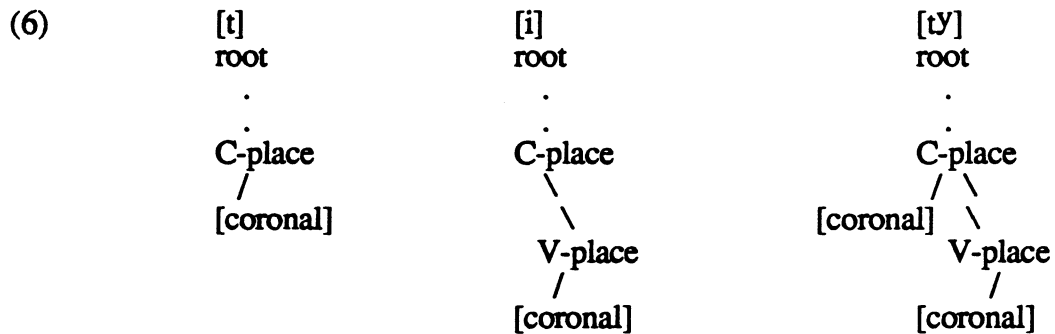 (6) [t] [i] [tʸ]
root root root
C-place C-place C-place
[coronal] [coronal]
V-place V-place
[coronal] [coronal]